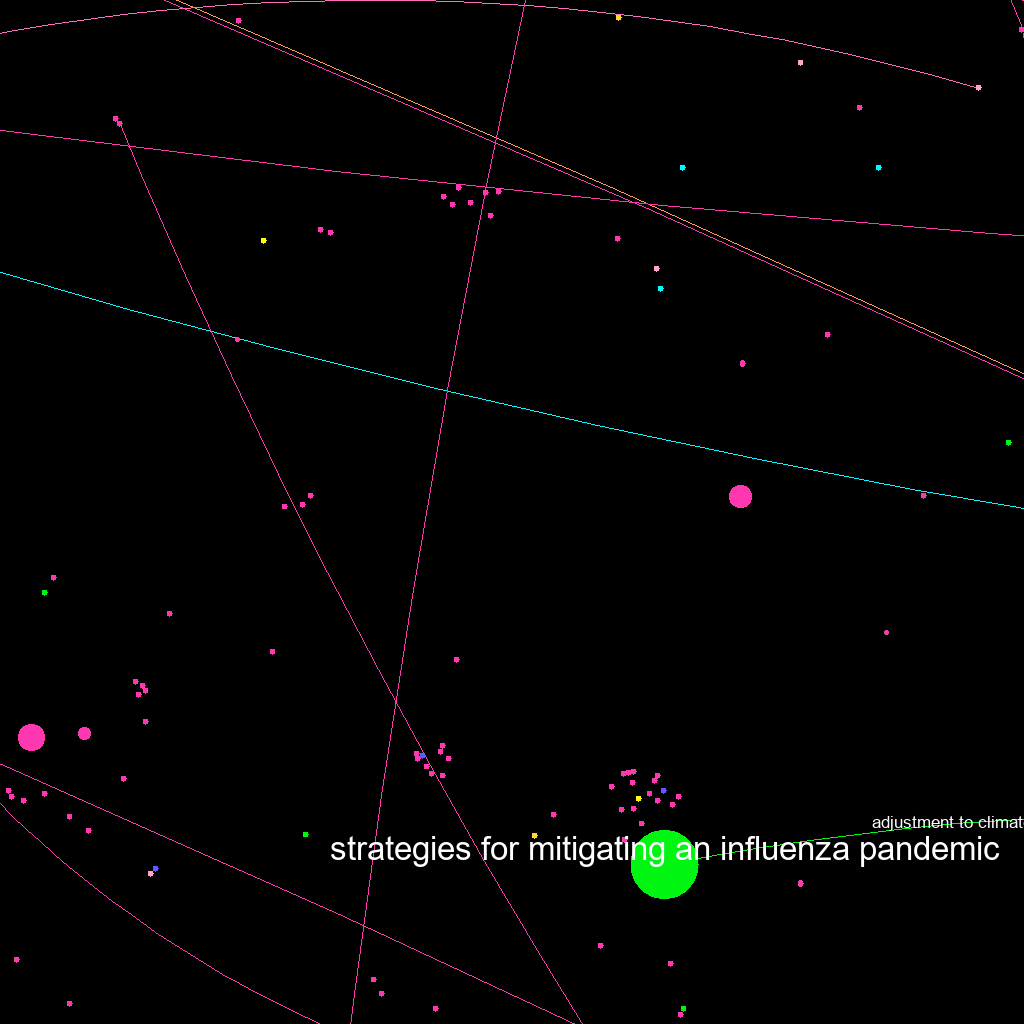 adjustment to climat
strategies for mitigating an influenza pandemic